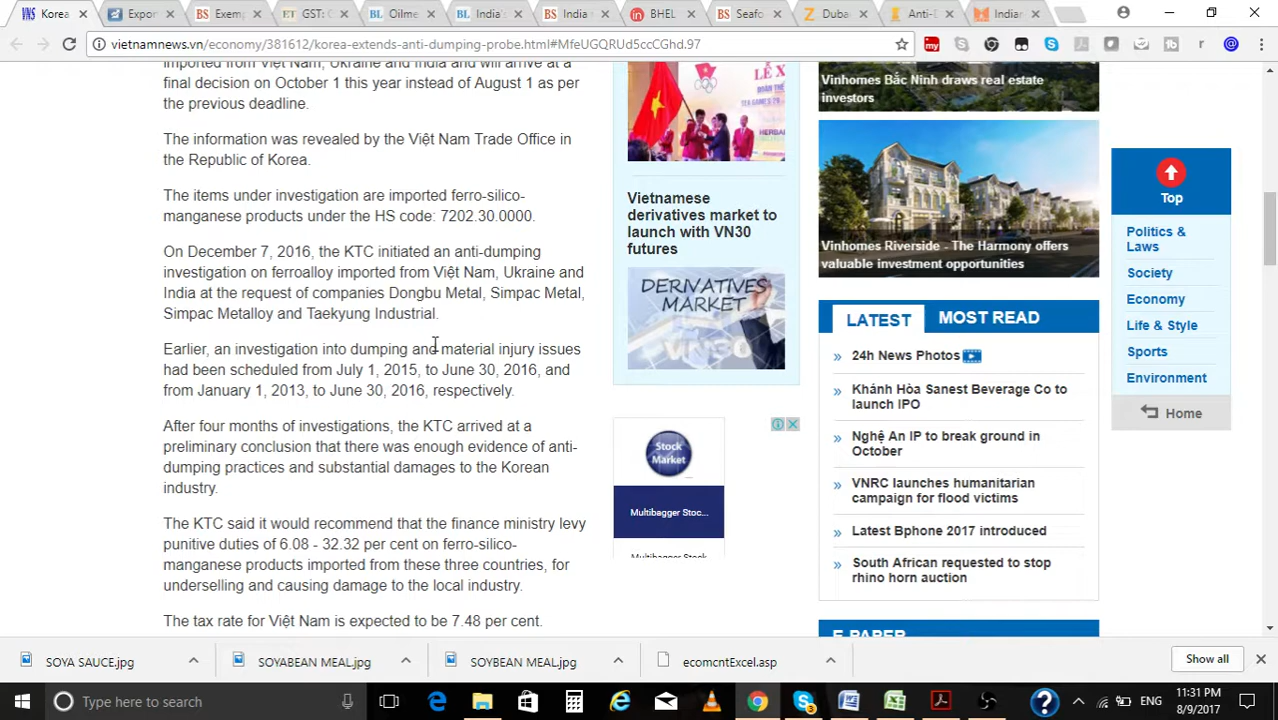 Korea
Expor
Exemp
GST: G
Oilme
India's
India
BHEL
Seafo
Duba
Anti-D
Indian
vietnamnews.vn/economy/381612/korea-extends-anti-dumping-probe.html#MfeUGQRUd5ccCGhd.97
imported from Việt Nam, Ukraine and India and will arrive at a
final decision on October 1 this year instead of August 1 as per
the previous deadline.
The information was revealed by the Việt Nam Trade Office in
the Republic of Korea.
The items under investigation are imported ferro-silico-
manganese products under the HS code: 7202.30.0000.
On December 7, 2016, the KTC initiated an anti-dumping
investigation on ferroalloy imported from Việt Nam, Ukraine and
India at the request of companies Dongbu Metal, Simpac Metal,
Simpac Metalloy and Taekyung Industrial.
Earlier, an investigation into dumping and material injury issues
had been scheduled from July 1, 2015, to June 30, 2016, and
from January 1, 2013, to June 30, 2016, respectively.
After four months of investigations, the KTC arrived at a
preliminary conclusion that there was enough evidence of anti-
dumping practices and substantial damages to the Korean
industry.
The KTC said it would recommend that the finance ministry levy
punitive duties of 6.08 - 32.32 per cent on ferro-silico-
manganese products imported from these three countries, for
underselling and causing damage to the local industry.
The tax rate for Việt Nam is expected to be 7.48 per cent.
LỄ X
HERBAL
Vietnamese
derivatives market to
launch with VN30
futures
DERIVATIVES
MARKET
VN30
Stock
Market
Multibagger Stoc...
Multibagger Stock
Vinhomes Bắc Ninh draws real estate
investors
Vinhomes Riverside - The Harmony offers
valuable investment opportunities
LATEST
MOST READ
24h News Photos
Khánh Hòa Sanest Beverage Co to
launch IPO
Nghệ An IP to break ground in
October
VNRC launches humanitarian
campaign for flood victims
Latest Bphone 2017 introduced
South African requested to stop
rhino horn auction
E-PAPER
Top
Politics &
Laws
Society
Economy
Life & Style
Sports
Environment
Home
SOYA SAUCE.jpg
SOYABEAN MEAL.jpg
SOYBEAN MEAL.jpg
ecomcntExcel.asp
Show all
Type here to search
ENG
11:31 PM
8/9/2017